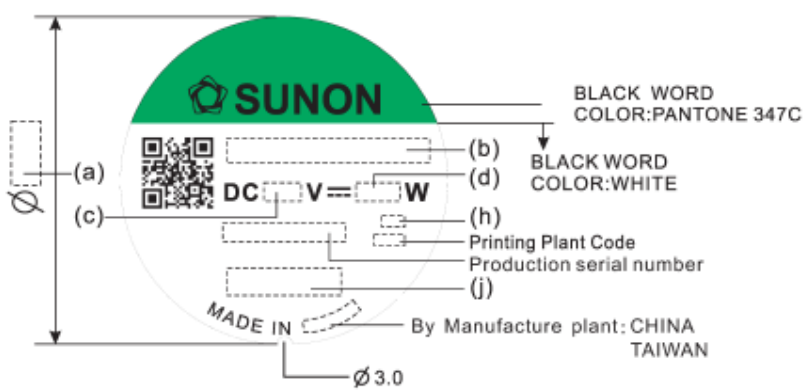 SUNON
BLACK WORD
COLOR:PANTONE 347C
BLACK WORD
COLOR:WHITE
(a)
Ø
(b)
DC V⎓ W
(d)
(c)
(h)
Printing Plant Code
Production serial number
(j)
MADE IN
By Manufacture plant: CHINA
TAIWAN
Ø3.0